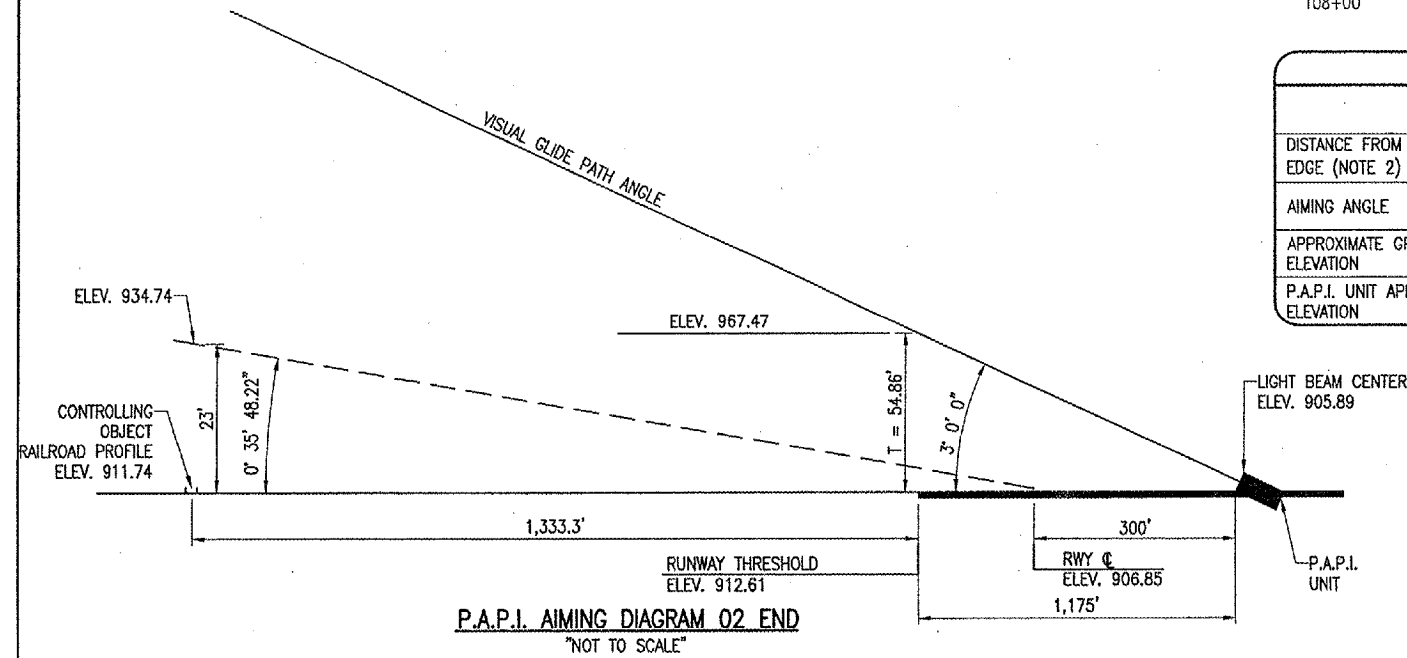 108+00
DISTANCE FROM
EDGE (NOTE 2)
AIMING ANGLE
ELEVATION
P.A.P.I. UNIT
ELEVATION
VISUAL GLIDE PATH ANGLE
ELEV. 934.74
ELEV. 967.47
LIGHT BEAM CENTER
ELEV. 905.89
CONTROLLING
OBJECT
RAILROAD PROFILE
ELEV. 911.74
23'
0° 35' 48.22"
T = 54.86'
3° 0' 0"
1,333.3'
300'
RUNWAY THRESHOLD
ELEV. 912.61
RWY ℄
ELEV. 906.85
P.A.P.I.
UNIT
1,175'
P.A.P.I. AIMING DIAGRAM 02 END
"NOT TO SCALE"